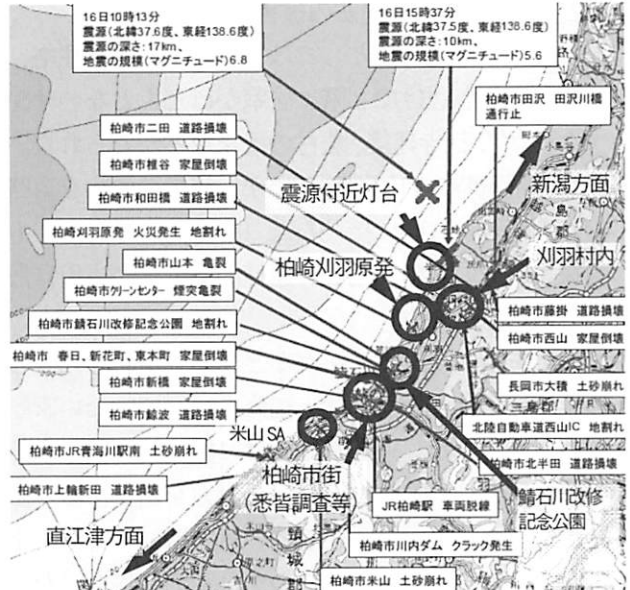 16日10時13分
震源(北緯37.6度、東経138.6度)
震源の深さ:17km、
地震の規模(マグニチュード)6.8
16日15時37分
震源(北緯37.5度、東経138.6度)
震源の深さ:10km、
地震の規模(マグニチュード)5.6
柏崎市田沢 田沢川橋
通行止
柏崎市二田 道路損壊
柏崎市椎谷 家屋倒壊
柏崎市和田橋 道路損壊
柏崎刈羽原発 火災発生 地割れ
柏崎市山本 亀裂
柏崎市クリーンセンター 煙突亀裂
柏崎市鯖石川改修記念公園 地割れ
柏崎市 春日、新花町、東本町 家屋倒壊
柏崎市新橋 家屋倒壊
柏崎市鯨波 道路損壊
米山SA
柏崎市JR青海川駅南 土砂崩れ
柏崎市上輪新田 道路損壊
直江津方面
震源付近灯台
柏崎刈羽原発
新潟方面
刈羽村内
柏崎市藤掛 道路損壊
柏崎市西山 家屋倒壊
長岡市大積 土砂崩れ
北陸自動車道西山IC 地割れ
柏崎市北半田 道路損壊
鯖石川改修
記念公園
柏崎市街
(悉皆調査等)
JR柏崎駅 車両脱線
柏崎市川内ダム クラック発生
柏崎市米山 土砂崩れ
頸
城
郡
島
郡